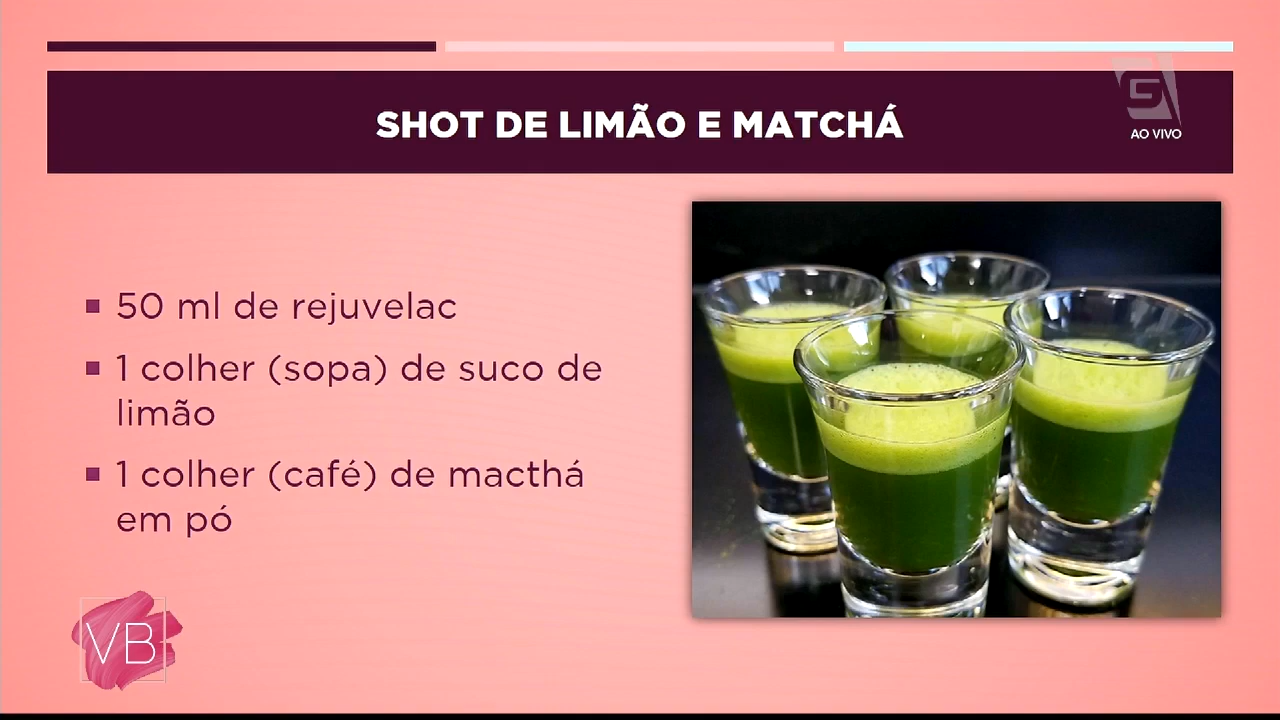 SHOT DE LIMÃO E MATCHÁ
AO VIVO
50 ml de rejuvelac
1 colher (sopa) de suco de
limão
1 colher (café) de macthá
em pó
VB